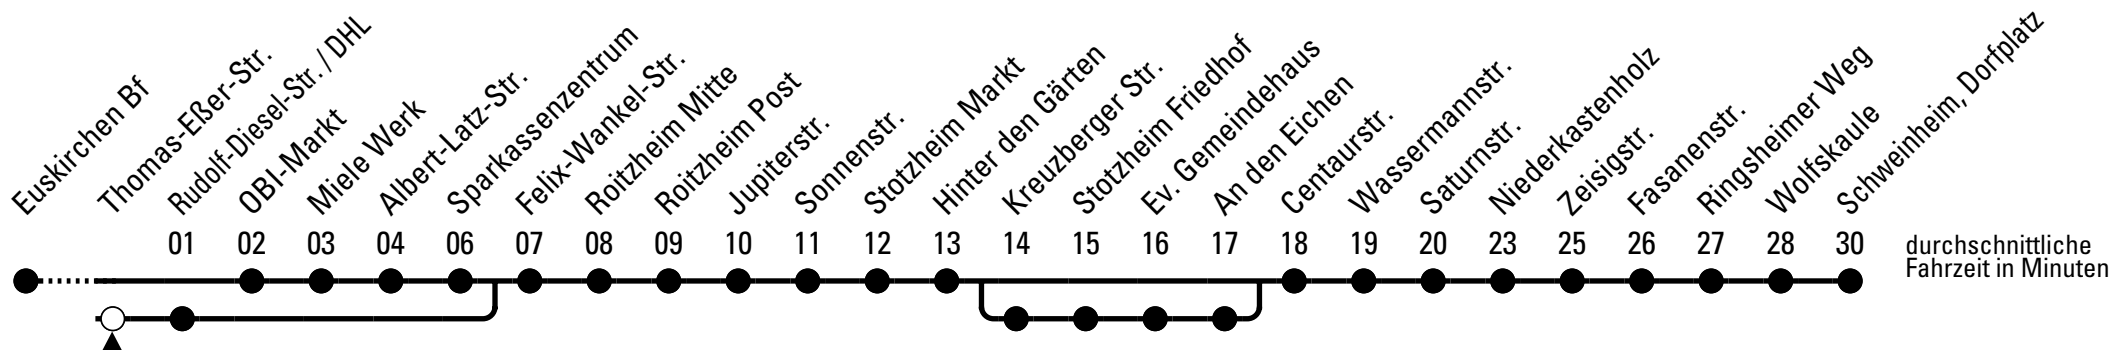 Euskirchen Bf
Thomas-Eßer-Str.
Rudolf-Diesel-Str. / DHL
OBI-Markt
Miele Werk
Albert-Latz-Str.
Sparkassenzentrum
Felix-Wankel-Str.
Roitzheim Mitte
Roitzheim Post
Jupiterstr.
Sonnenstr.
Stotzheim Markt
Hinter den Gärten
Kreuzberger Str.
Stotzheim Friedhof
Ev. Gemeindehaus
An den Eichen
Centaurstr.
Wassermannstr.
Saturnstr.
Niederkastenholz
Zeisigstr.
Fasanenstr.
Ringsheimer Weg
Wolfskaule
Schweinheim, Dorfplatz
01 02 03 04 06 07 08 09 10 11 12 13 14 15 16 17 18 19 20 23 25 26 27 28 30
durchschnittliche
Fahrzeit in Minuten